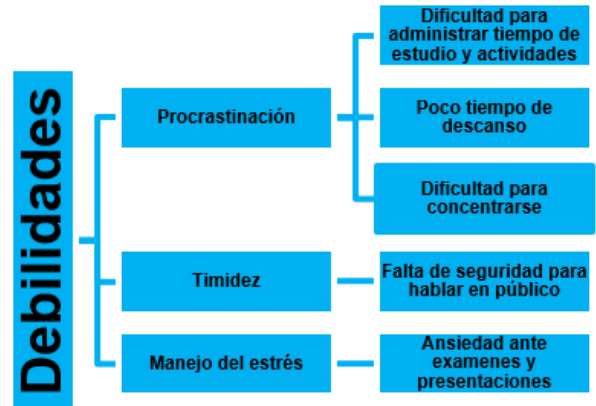 Debilidades
Procrastinación
Dificultad para
administrar tiempo de
estudio y actividades
Poco tiempo de
descanso
Dificultad para
concentrarse
Timidez
Falta de seguridad para
hablar en público
Manejo del estrés
Ansiedad ante
examenes y
presentaciones